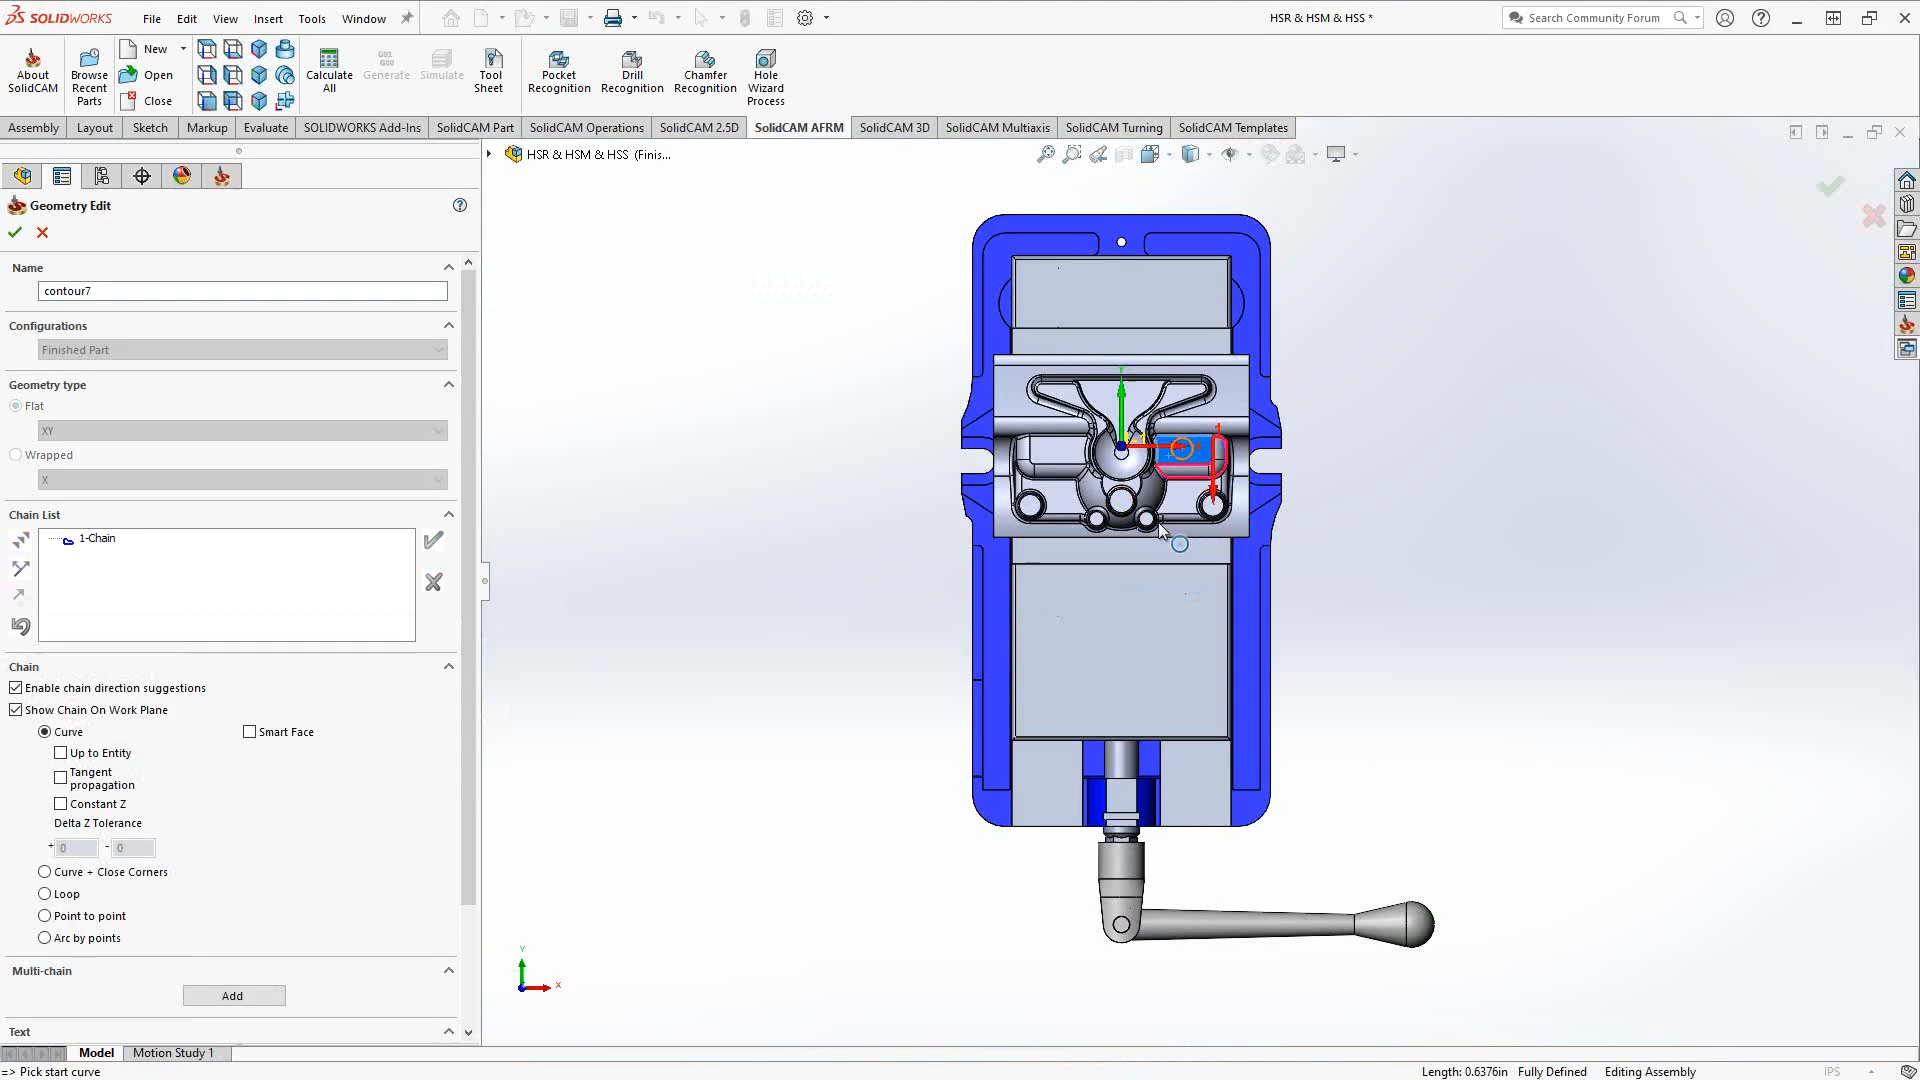 SOLIDWORKS File Edit View Insert Tools Window HSR & HSM & HSS * Search Community Forum
About SolidCAM
Browse Recent Parts
New
Open
Close
Calculate All
G01 G00
Generate
Simulate
Tool Sheet
Pocket Recognition
Drill Recognition
Chamfer Recognition
Hole Wizard Process
Assembly Layout Sketch Markup Evaluate SOLIDWORKS Add-Ins SolidCAM Part SolidCAM Operations SolidCAM 2.5D SolidCAM AFRM SolidCAM 3D SolidCAM Multiaxis SolidCAM Turning SolidCAM Templates
HSR & HSM & HSS (Finis...
Geometry Edit
Name
contour7
Configurations
Finished Part
Geometry type
Flat
XY
Wrapped
X
Chain List
1-Chain
Chain
Enable chain direction suggestions
Show Chain On Work Plane
Curve Smart Face
Up to Entity
Tangent
propagation
Constant Z
Delta Z Tolerance
+ 0 - 0
Curve + Close Corners
Loop
Point to point
Arc by points
Multi-chain
Add
Text
Y
X
1
Model Motion Study 1
=> Pick start curve Length: 0.6376in Fully Defined Editing Assembly IPS